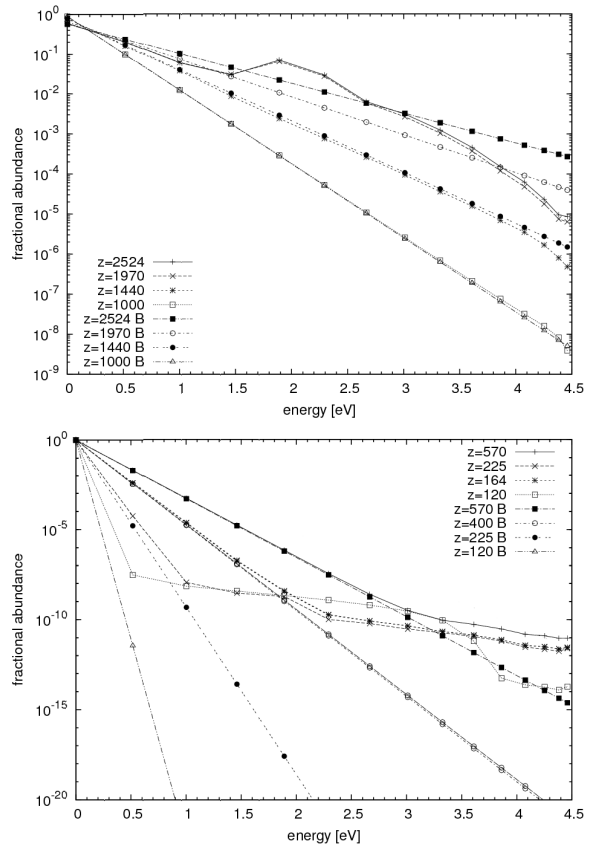 10^0
10^-1
10^-2
10^-3
10^-4
10^-5
10^-6
10^-7
10^-8
10^-9
fractional abundance
z=2524
z=1970
z=1440
z=1000
z=2524 B
z=1970 B
z=1440 B
z=1000 B
0 0.5 1 1.5 2 2.5 3 3.5 4 4.5
energy [eV]
10^0
10^-5
10^-10
10^-15
10^-20
fractional abundance
z=570
z=225
z=164
z=120
z=570 B
z=400 B
z=225 B
z=120 B
0 0.5 1 1.5 2 2.5 3 3.5 4 4.5
energy [eV]